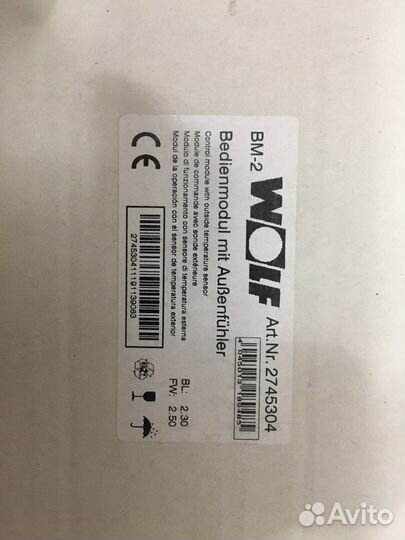 BM-2
WOLF
Art.Nr. 2745304
Bedienmodul mit Außenfühler
Control module with outside temperature sensor
Module de commande avec sonde extérieure
Modulo di funzionamento con sensore di temperatura esterna
Modul de la operación con el sensor de temperatura exterior
CE
2745304111191139083
BL: 2.30
FW: 2.50
Avito